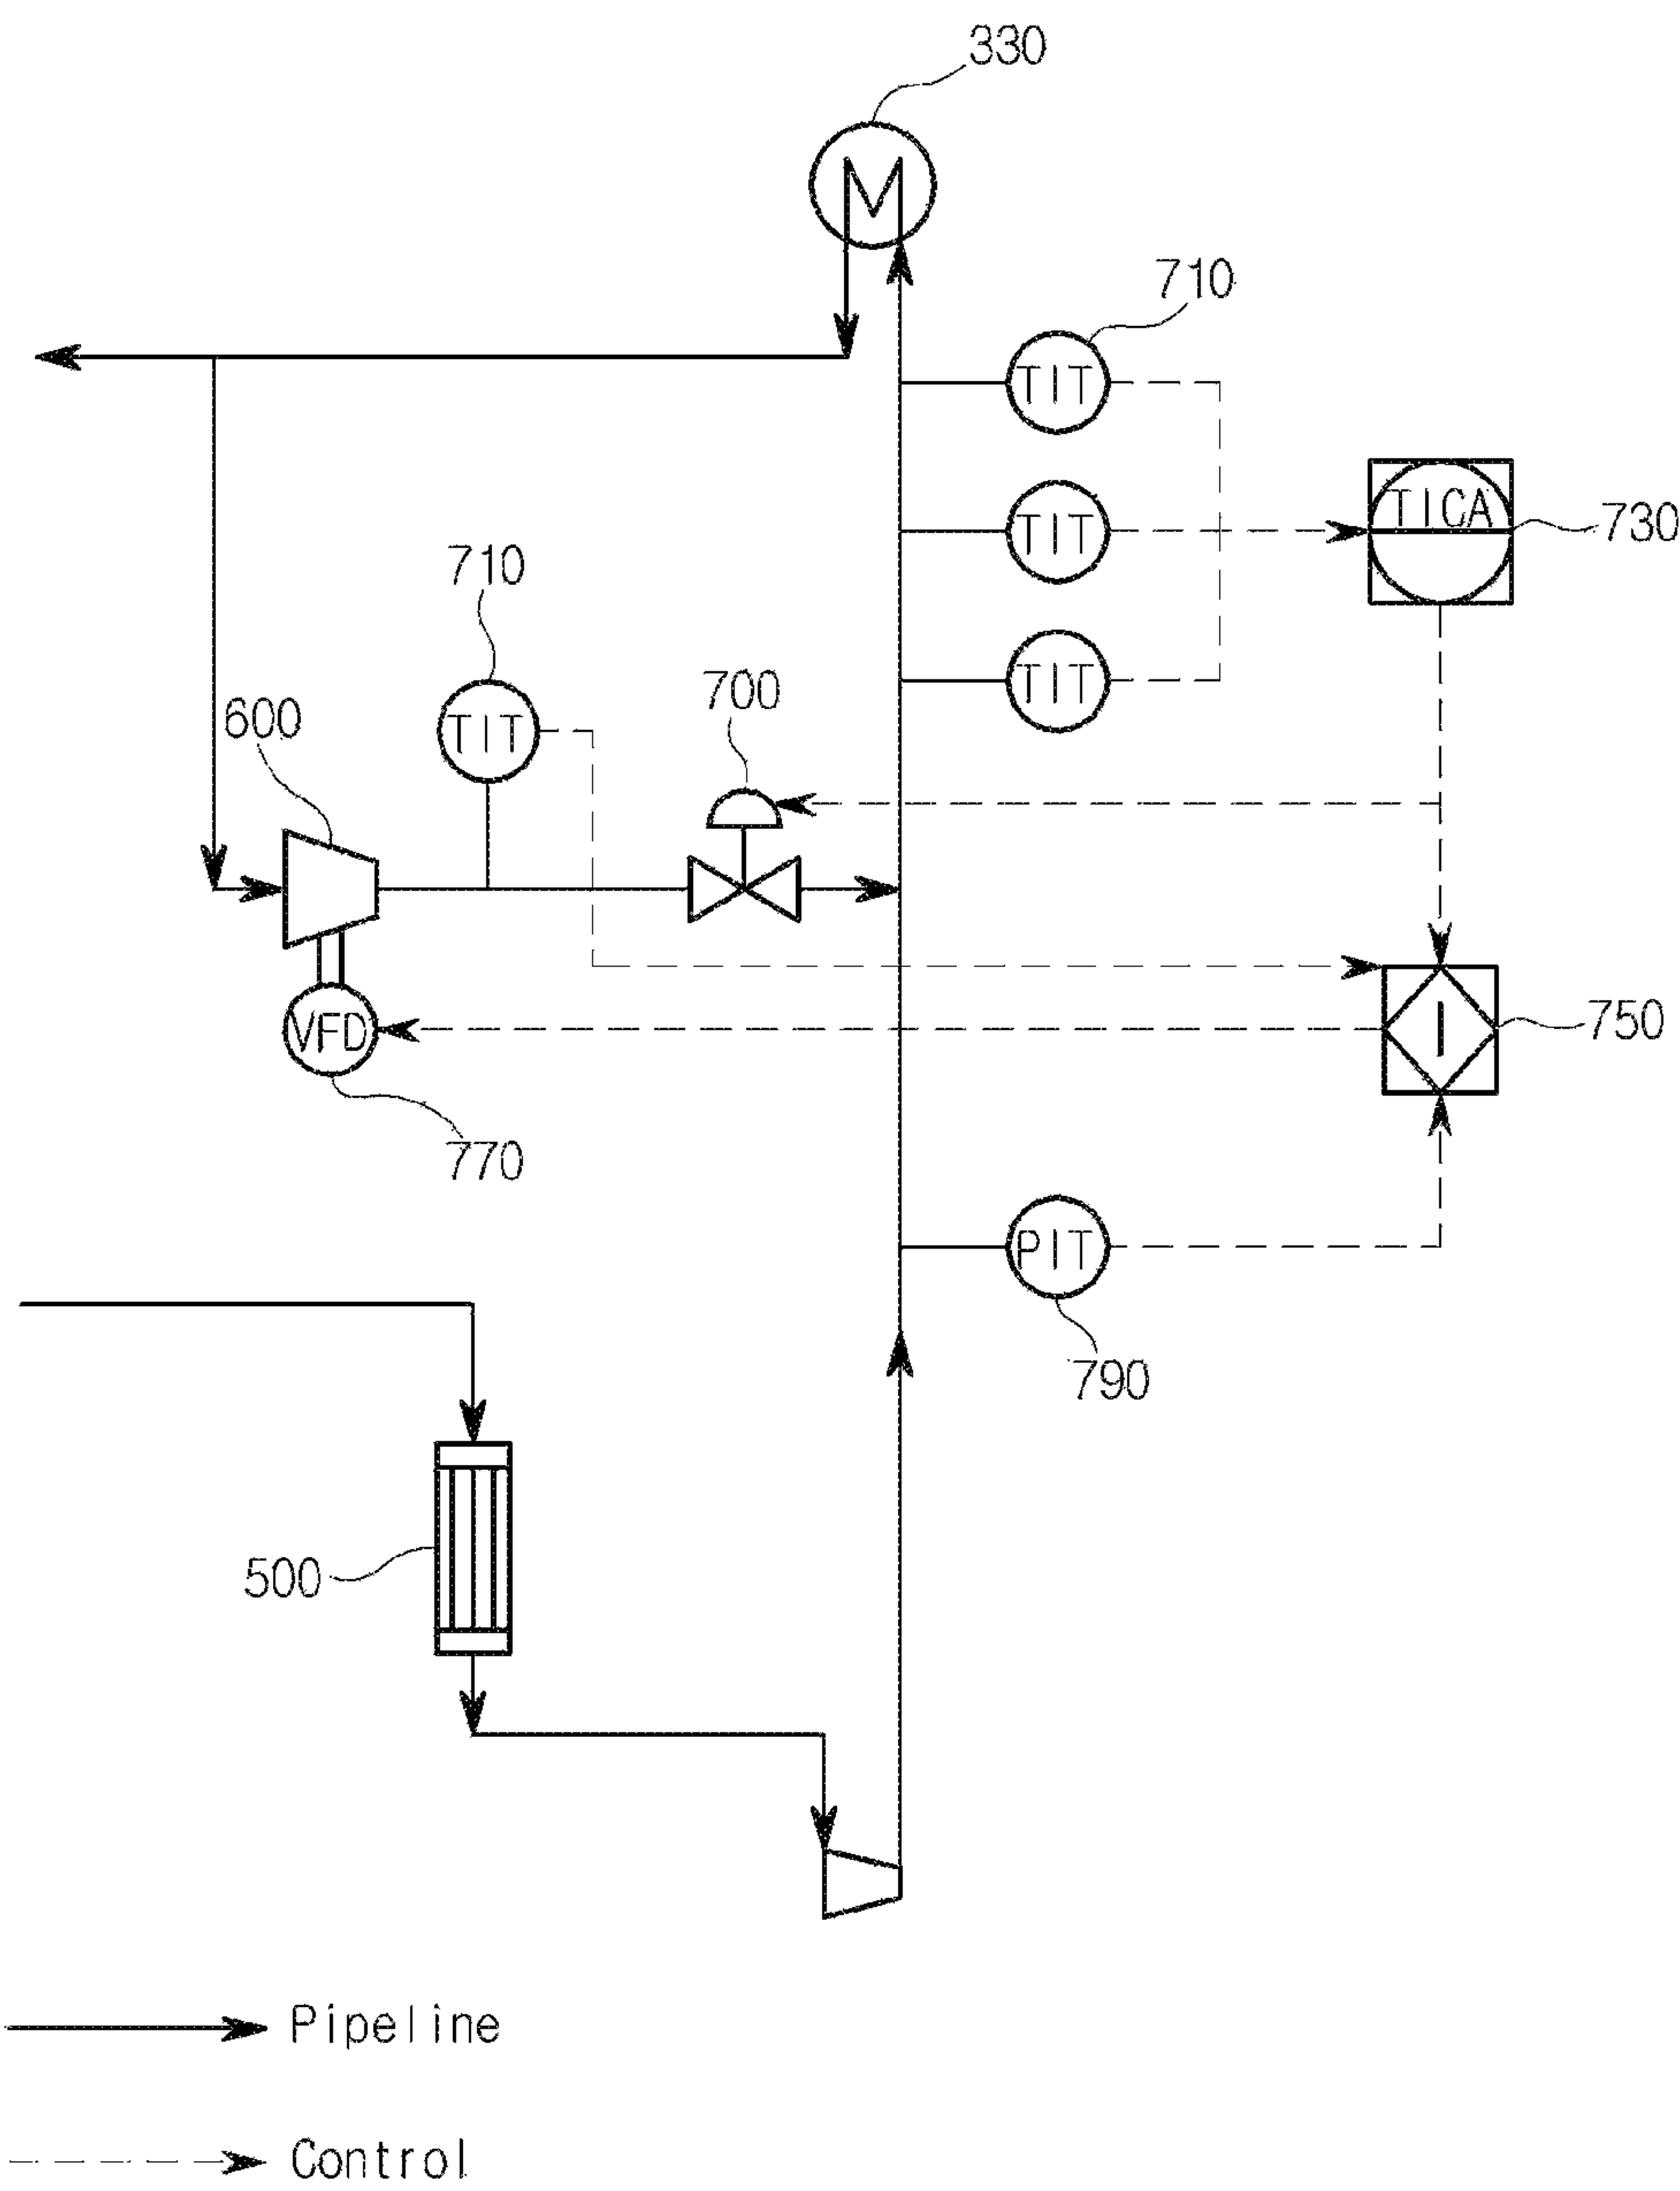 330
710
TIT
TICA
730
TIT
710
700
TIT
600
TIT
750
I
VFD
770
PIT
790
500
Pipeline
Control